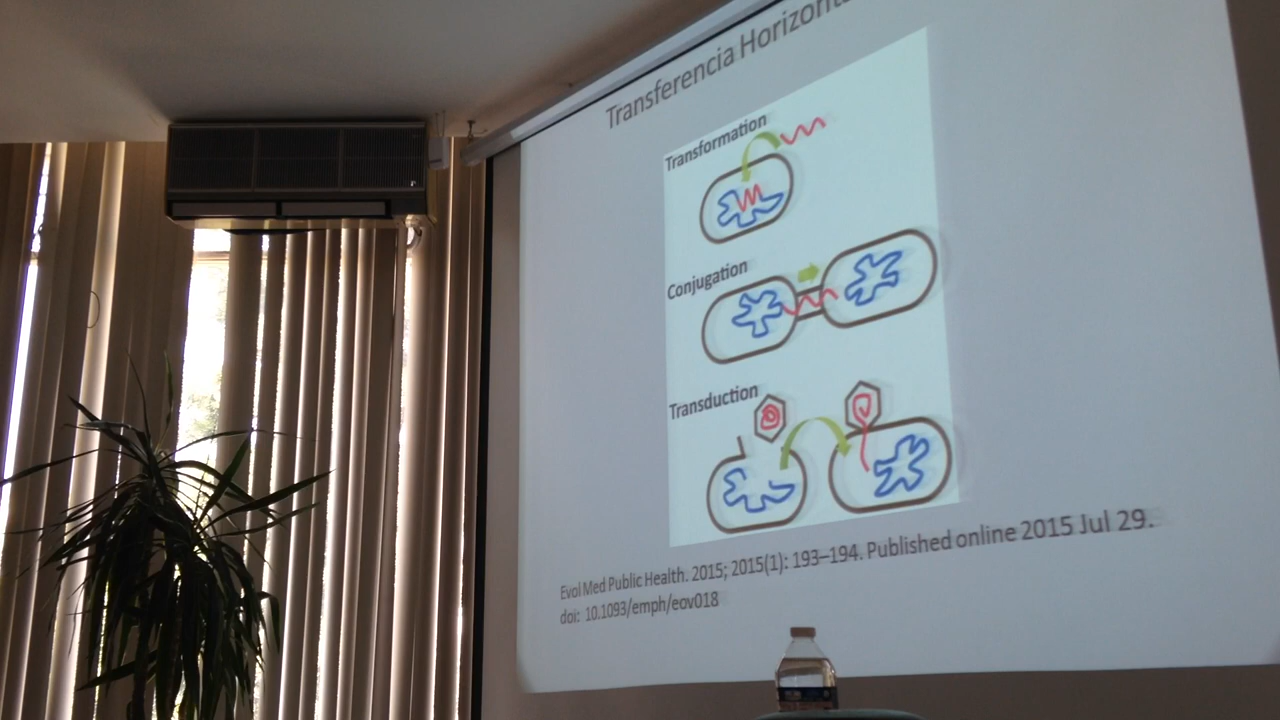 Transferencia Horizont
Transformation
Conjugation
Transduction
Evol Med Public Health. 2015; 2015(1): 193–194. Published online 2015 Jul 29.
doi: 10.1093/emph/eov018